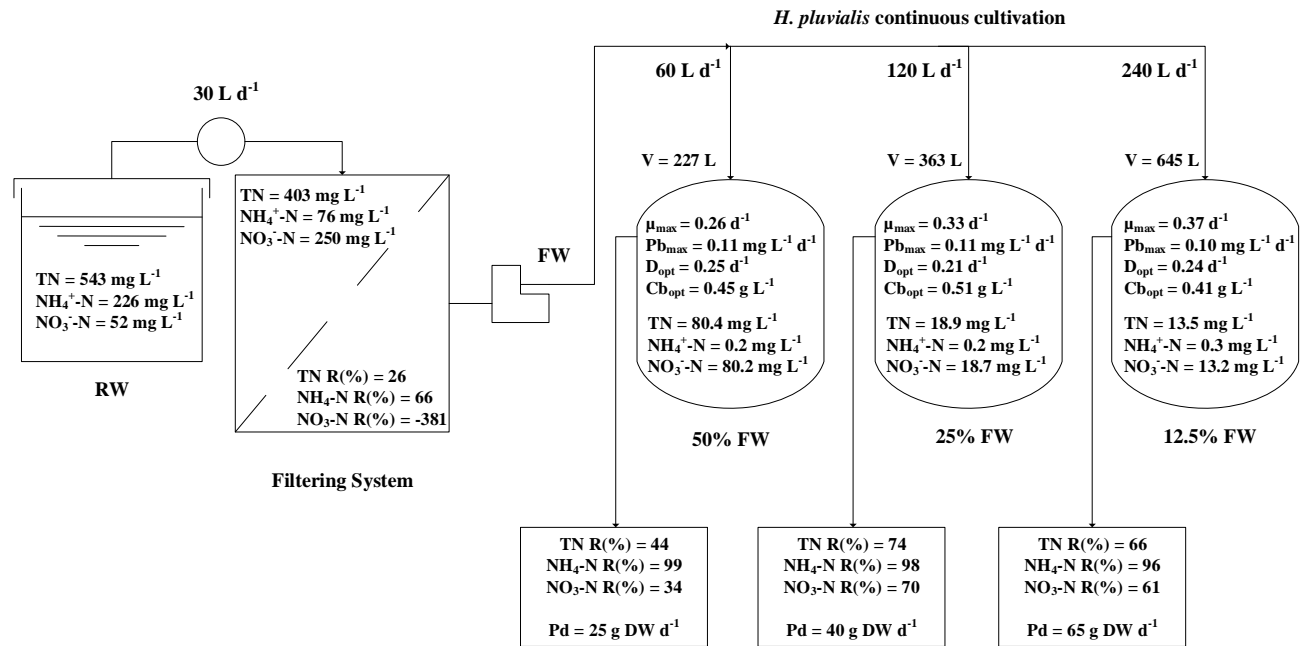 H. pluvialis continuous cultivation
30 L d⁻¹
TN = 543 mg L⁻¹
NH₄⁺-N = 226 mg L⁻¹
NO₃⁻-N = 52 mg L⁻¹
RW
TN = 403 mg L⁻¹
NH₄⁺-N = 76 mg L⁻¹
NO₃⁻-N = 250 mg L⁻¹
TN R(%) = 26
NH₄-N R(%) = 66
NO₃-N R(%) = -381
Filtering System
FW
60 L d⁻¹
V = 227 L
μmax = 0.26 d⁻¹
Pbmax = 0.11 mg L⁻¹ d⁻¹
Dopt = 0.25 d⁻¹
Cbopt = 0.45 g L⁻¹
TN = 80.4 mg L⁻¹
NH₄⁺-N = 0.2 mg L⁻¹
NO₃⁻-N = 80.2 mg L⁻¹
50% FW
TN R(%) = 44
NH₄-N R(%) = 99
NO₃-N R(%) = 34
Pd = 25 g DW d⁻¹
120 L d⁻¹
V = 363 L
μmax = 0.33 d⁻¹
Pbmax = 0.11 mg L⁻¹ d⁻¹
Dopt = 0.21 d⁻¹
Cbopt = 0.51 g L⁻¹
TN = 18.9 mg L⁻¹
NH₄⁺-N = 0.2 mg L⁻¹
NO₃⁻-N = 18.7 mg L⁻¹
25% FW
TN R(%) = 74
NH₄-N R(%) = 98
NO₃-N R(%) = 70
Pd = 40 g DW d⁻¹
240 L d⁻¹
V = 645 L
μmax = 0.37 d⁻¹
Pbmax = 0.10 mg L⁻¹ d⁻¹
Dopt = 0.24 d⁻¹
Cbopt = 0.41 g L⁻¹
TN = 13.5 mg L⁻¹
NH₄⁺-N = 0.3 mg L⁻¹
NO₃⁻-N = 13.2 mg L⁻¹
12.5% FW
TN R(%) = 66
NH₄-N R(%) = 96
NO₃-N R(%) = 61
Pd = 65 g DW d⁻¹